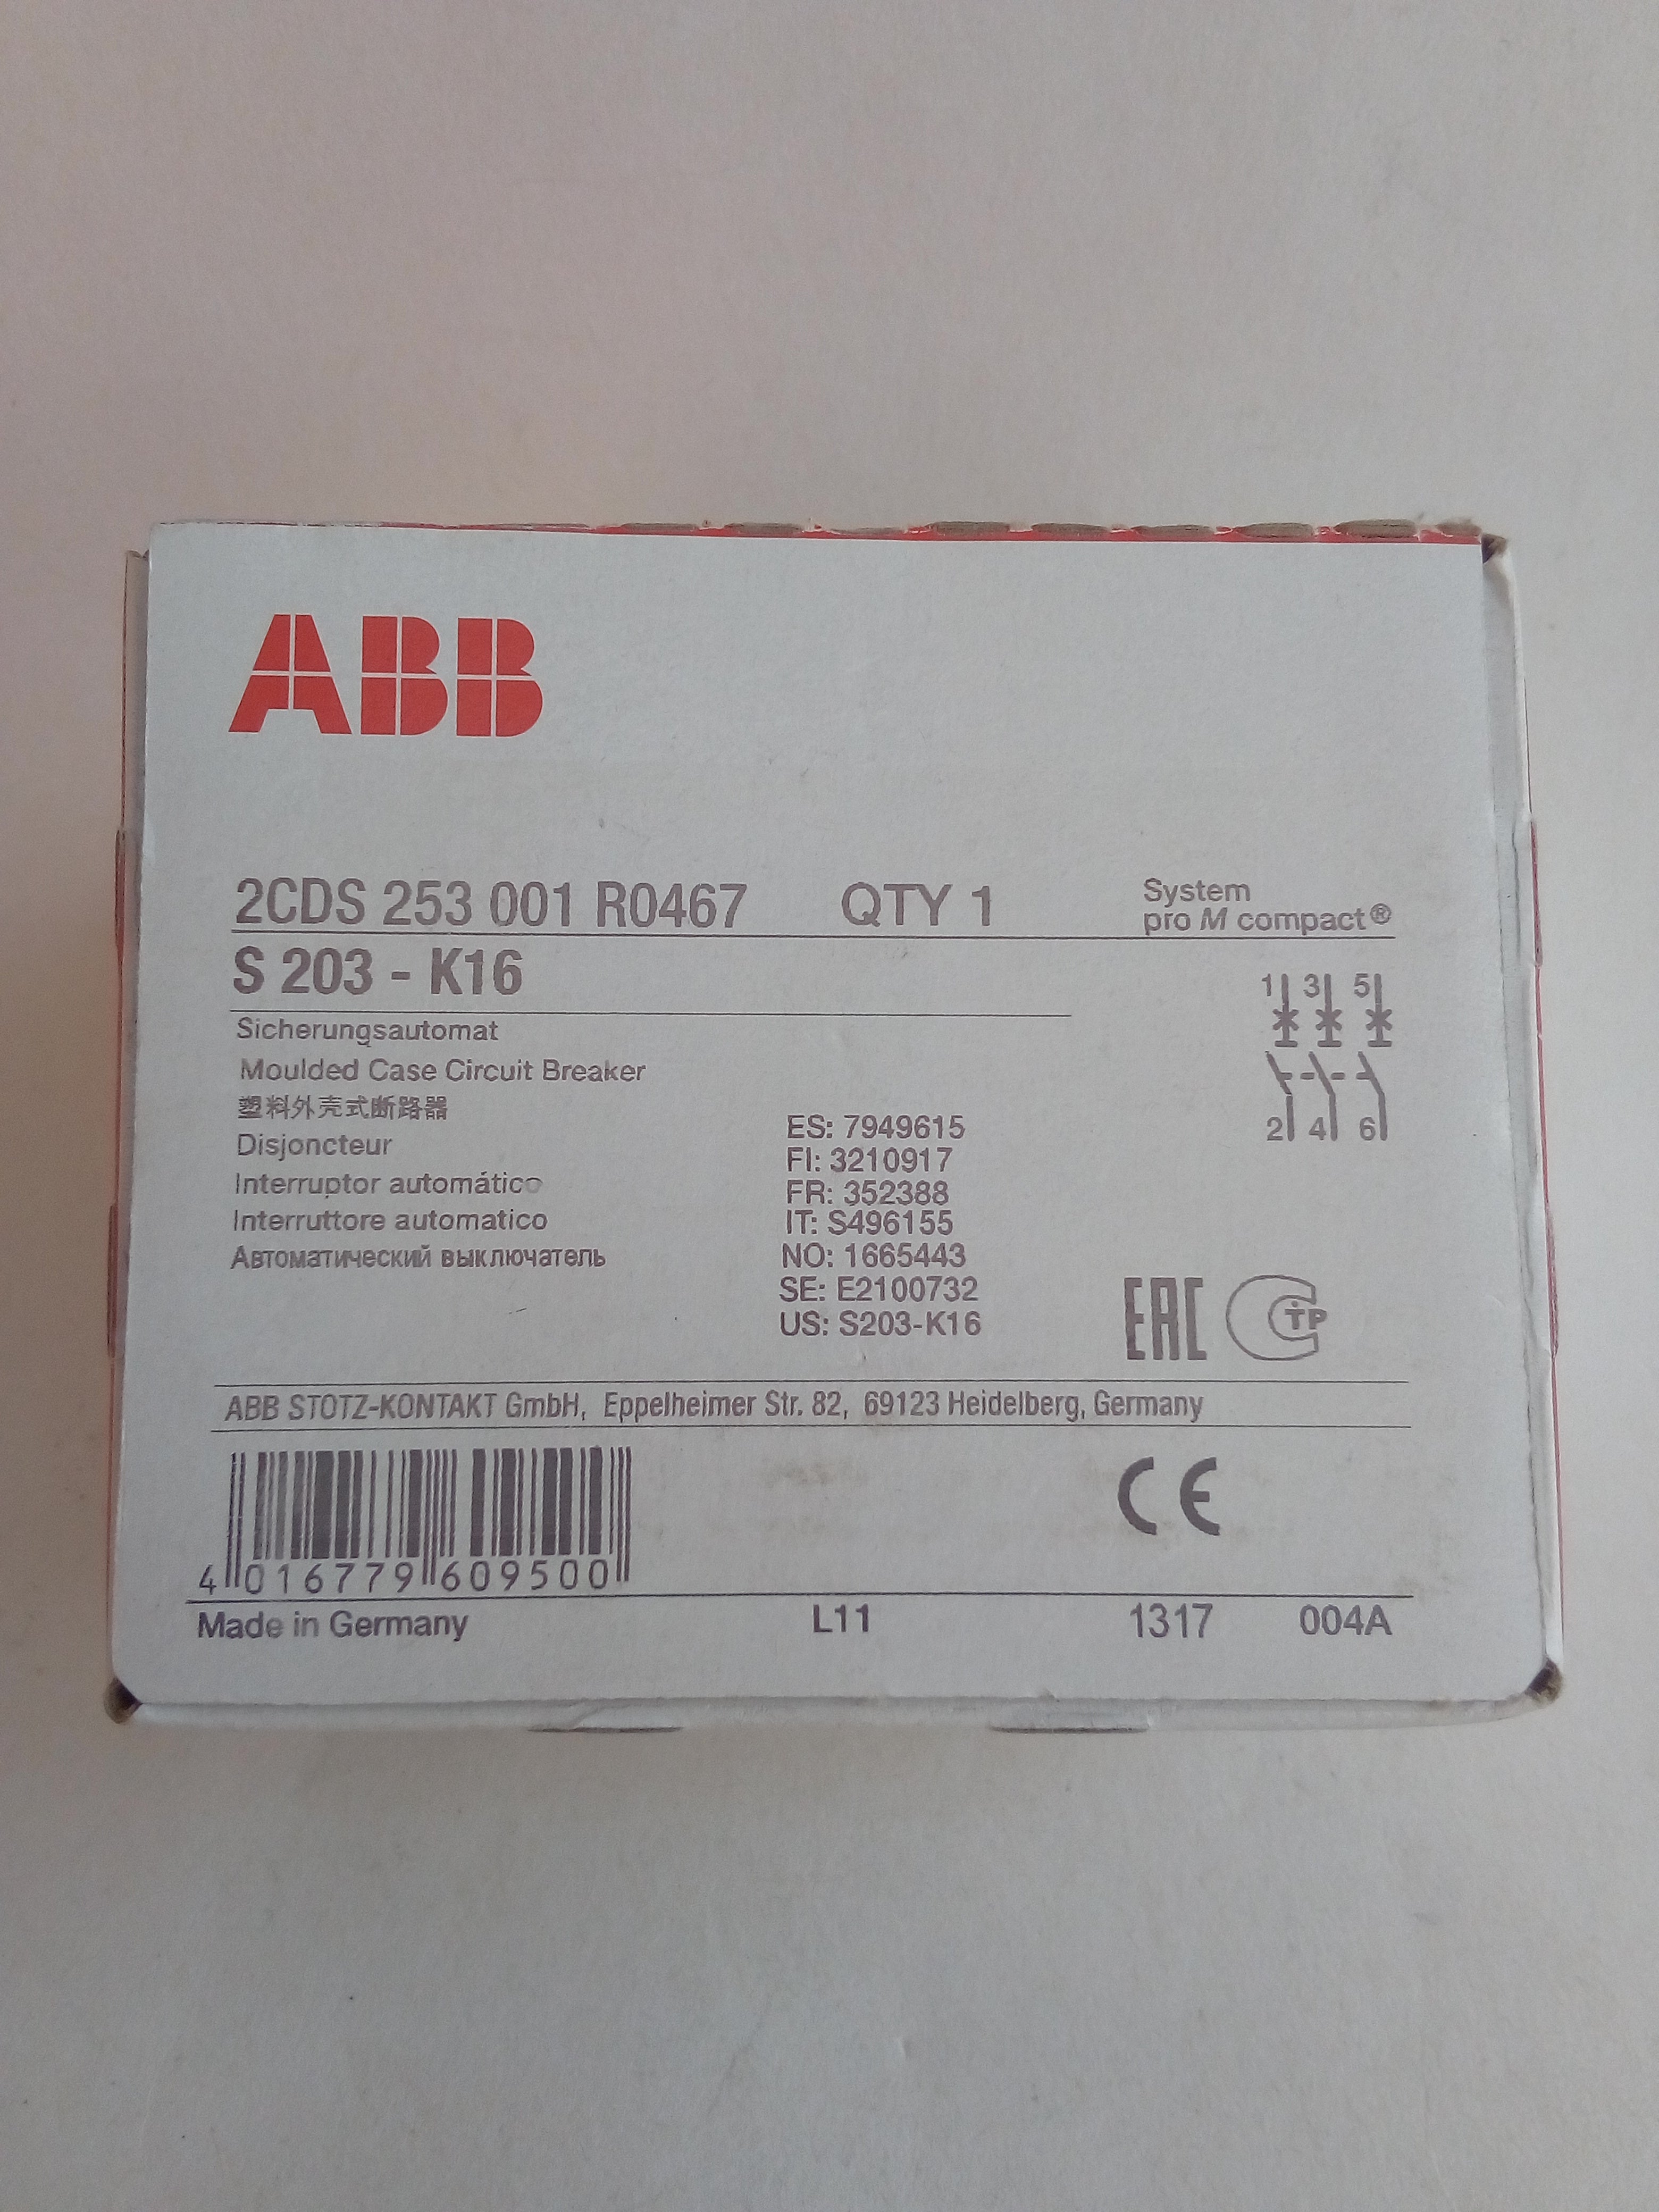 ABB
2CDS 253 001 R0467 QTY 1
System
pro M compact®
S 203 - K16
1 3 5
2 4 6
Sicherungsautomat
Moulded Case Circuit Breaker
塑料外壳式断路器
Disjoncteur
Interruptor automático
Interruttore automatico
Автоматический выключатель
ES: 7949615
FI: 3210917
FR: 352388
IT: S496155
NO: 1665443
SE: E2100732
US: S203-K16
EAC
СТР
ABB STOTZ-KONTAKT GmbH, Eppelheimer Str. 82, 69123 Heidelberg, Germany
CE
4 016779 609500
Made in Germany L11 1317 004A